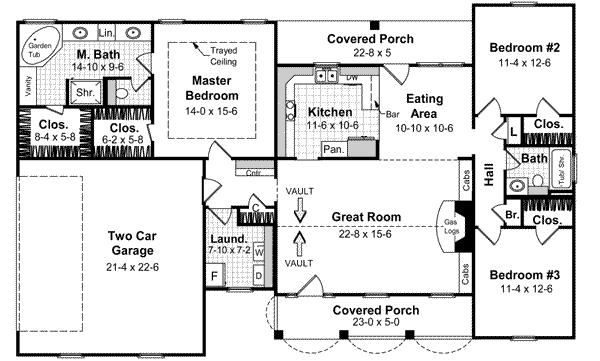 Garden
Tub
Lin.
M. Bath
14-10 x 9-6
Vanity
Shr.
Trayed
Ceiling
Master
Bedroom
14-0 x 15-6
Clos.
8-4 x 5-8
Clos.
6-2 x 5-8
Covered Porch
22-8 x 5
DW
Kitchen
11-6 x 10-6
Bar
Pan.
Eating
Area
10-10 x 10-6
Bedroom #2
11-4 x 12-6
L
Clos.
Bath
Tub/ Shr.
Hall
Br.
Clos.
Cabs
Cntr.
C
VAULT
VAULT
Great Room
22-8 x 15-6
Gas
Logs
Cabs
Two Car
Garage
21-4 x 22-6
Laund.
7-10 x 7-2
W
D
F
Bedroom #3
11-4 x 12-6
Covered Porch
23-0 x 5-0